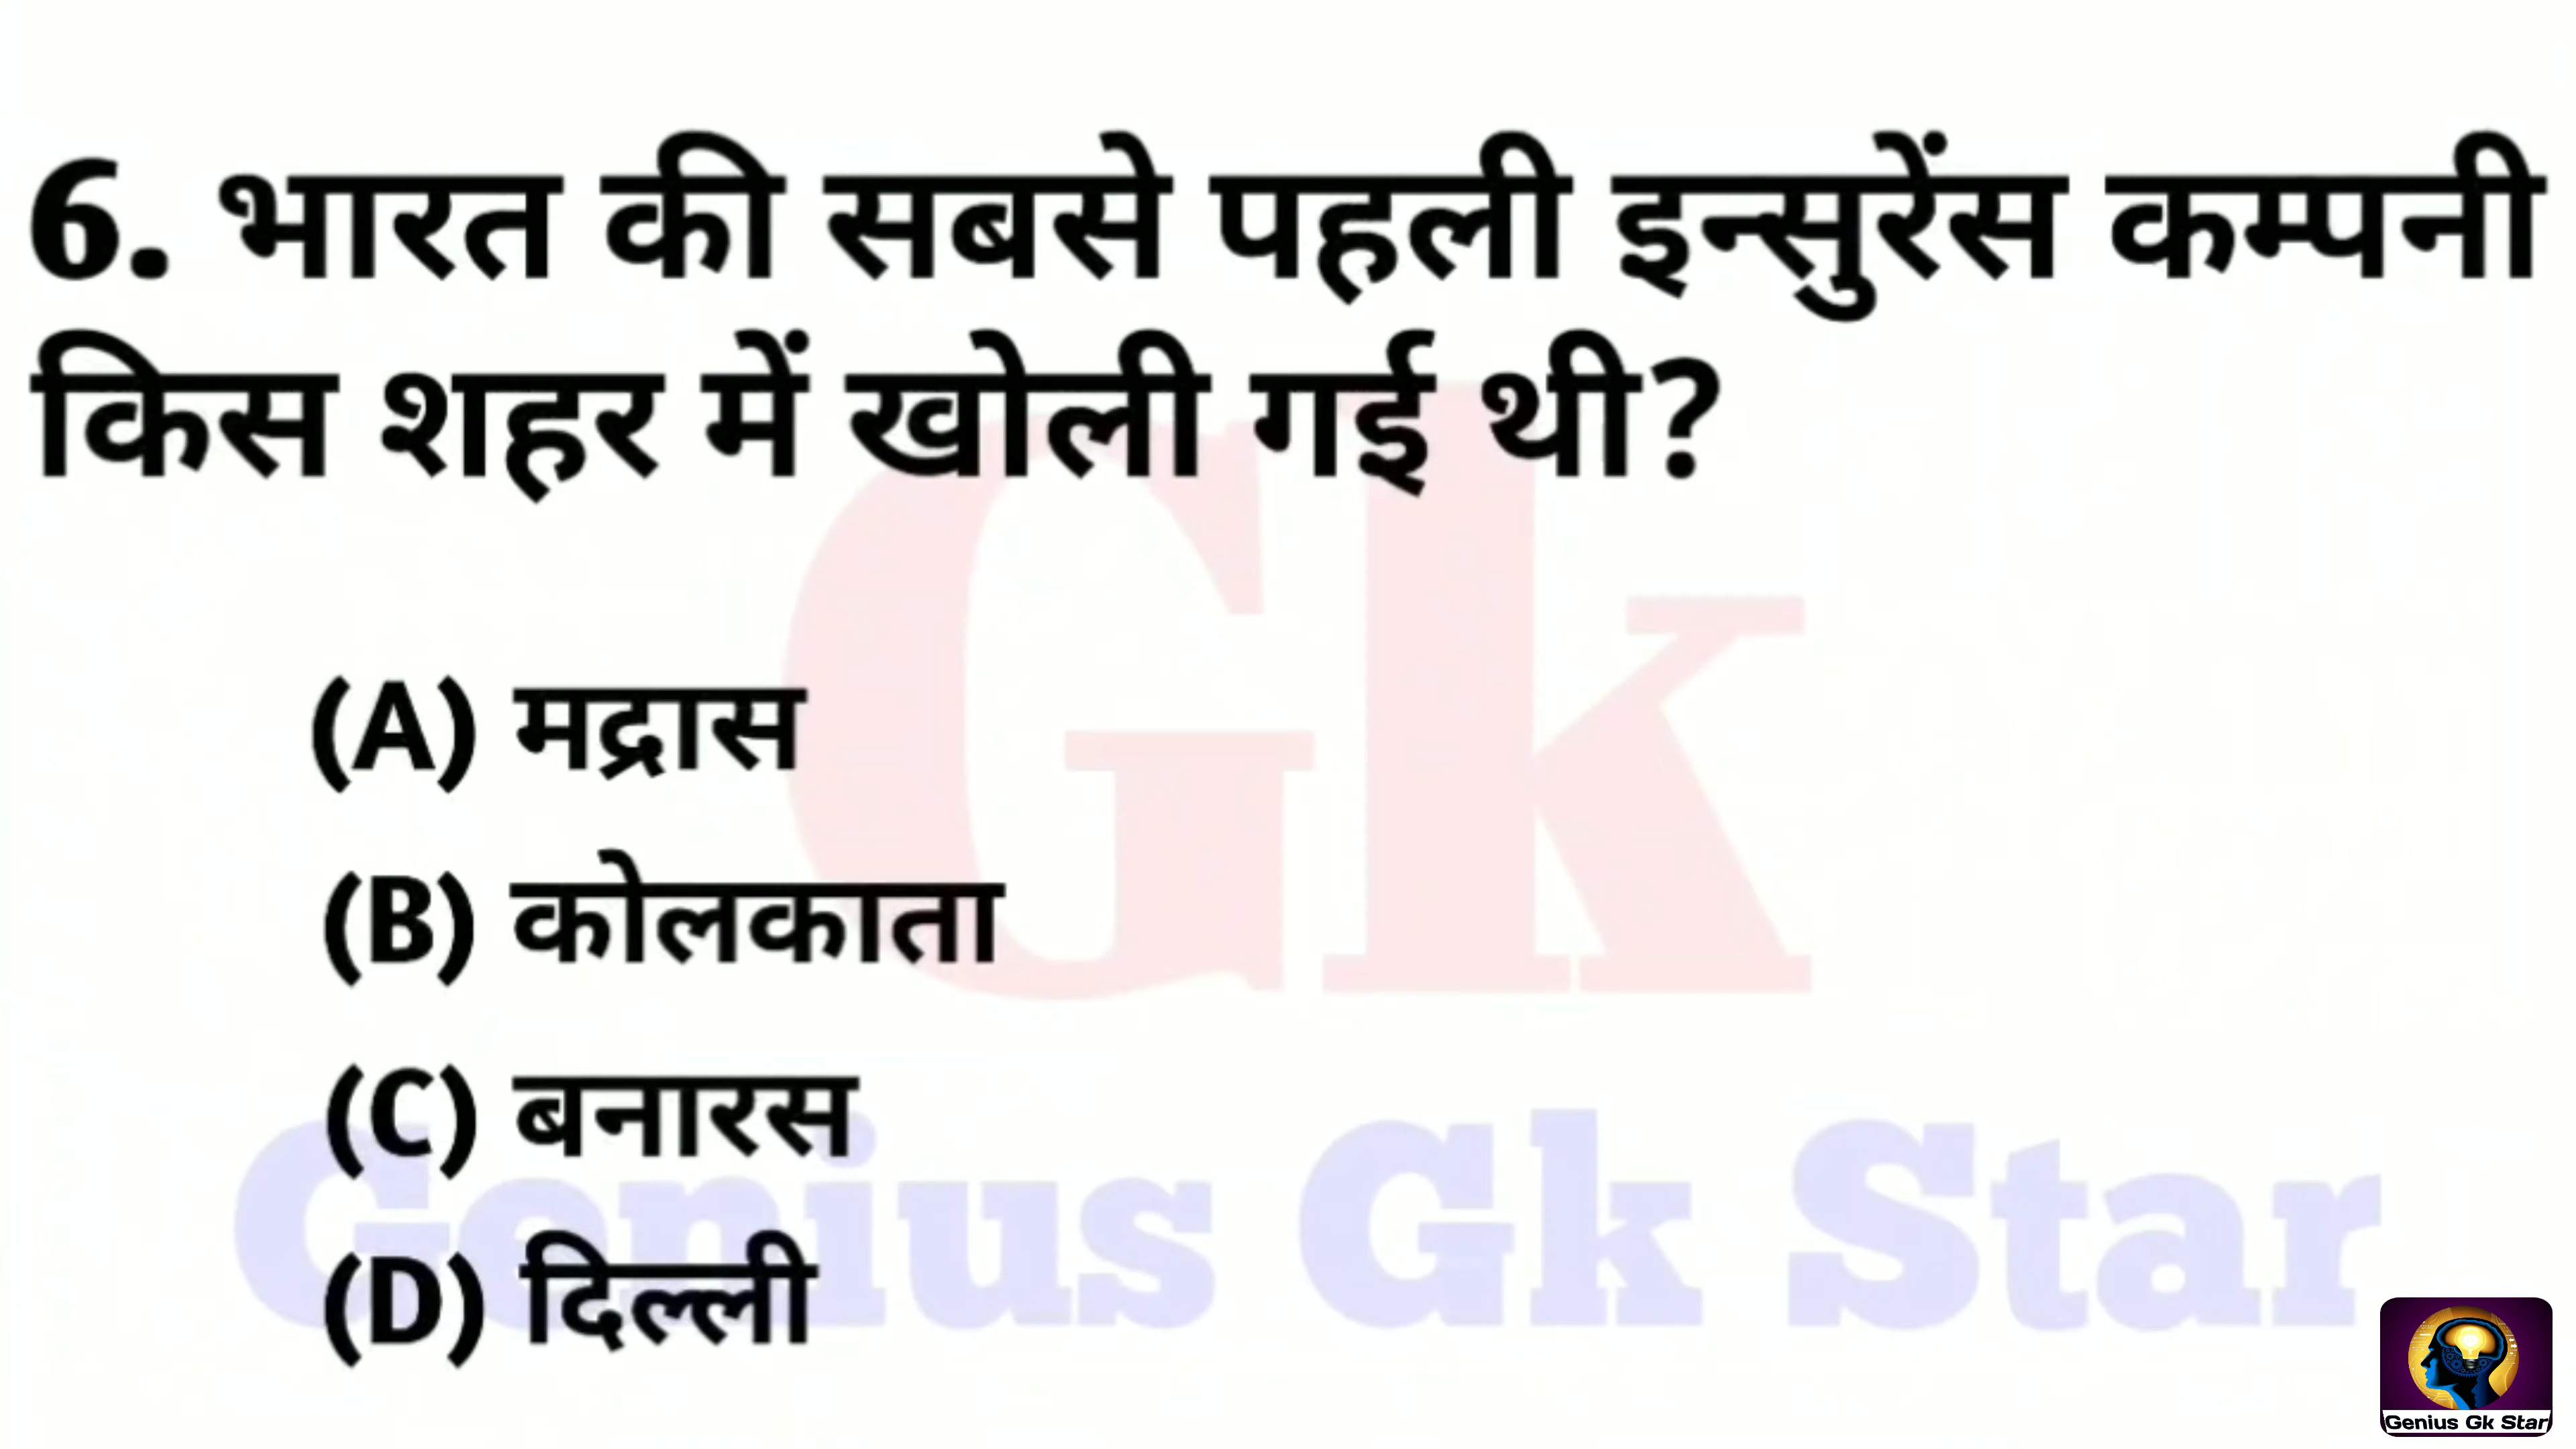 6. भारत की सबसे पहली इन्सुरेंस कम्पनी
किस शहर में खोली गई थी?
Gk
(A) मद्रास
(B) कोलकाता
(C) बनारस
Genius Gk Star
(D) दिल्ली
Genius Gk Star